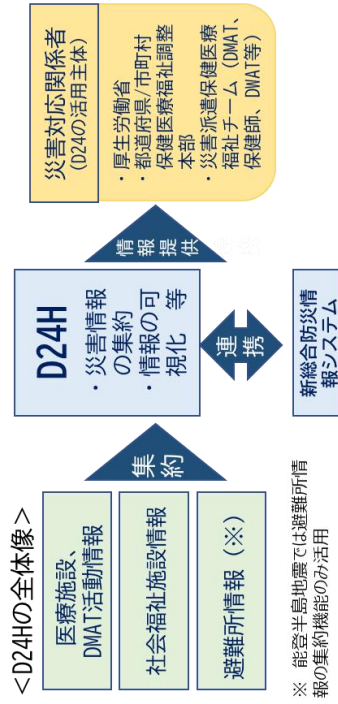 ＜D24Hの全体像＞
医療施設、
DMAT活動情報
社会福祉施設情報
避難所情報（※）
※ 能登半島地震では避難所情
報の集約機能のみ活用
集約
D24H
・災害情報
の集約
・情報の可
視化　等
連携
新総合防災情
報システム
情報
提供
災害対応関係者
(D24の活用主体)
・厚生労働省
・都道府県/市町村
保健医療福祉調整
本部
・災害派遣保健医療
福祉チーム（DMAT、
保健師、DWAT等）